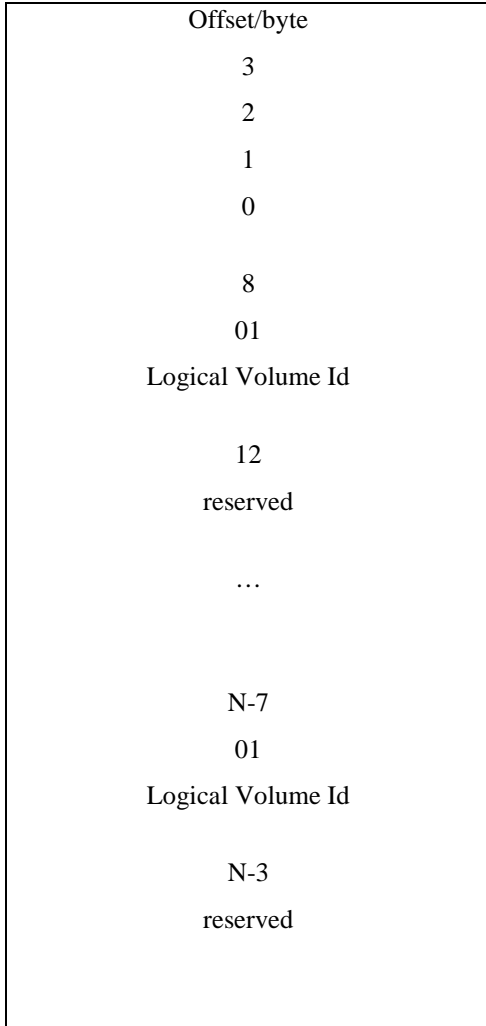 Offset/byte
3
2
1
0
8
01
Logical Volume Id
12
reserved
…
N-7
01
Logical Volume Id
N-3
reserved